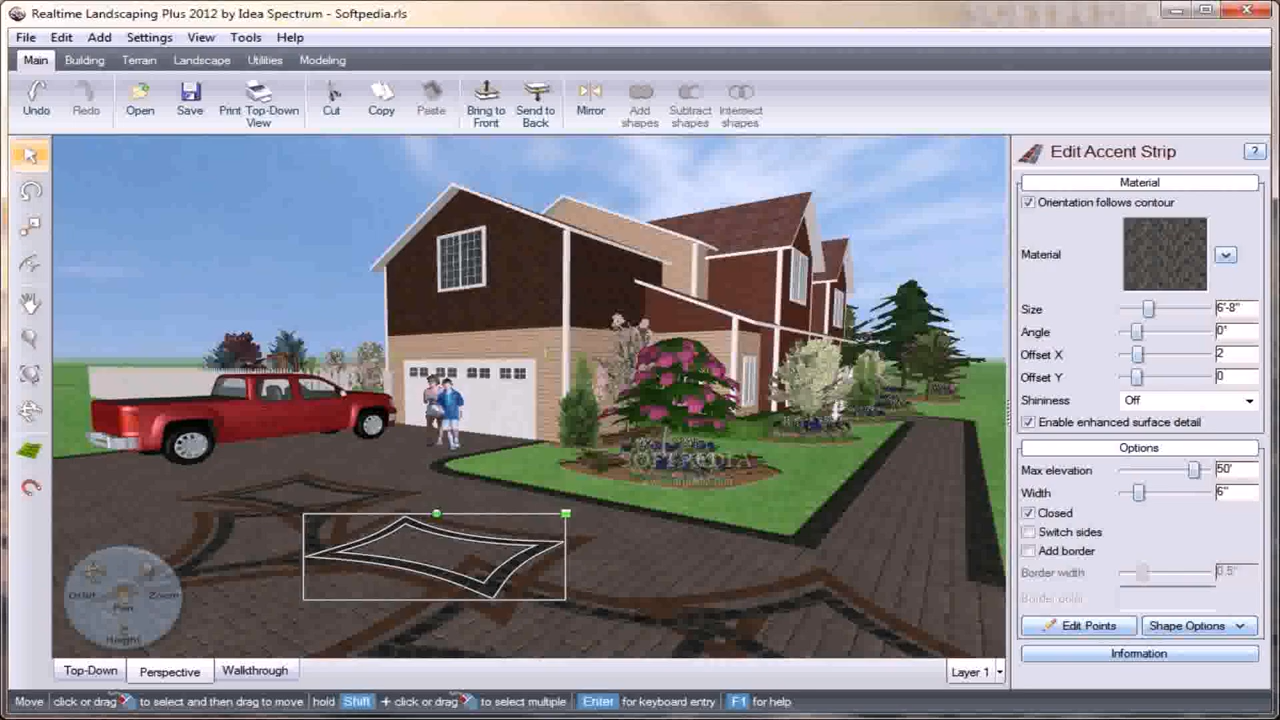 Realtime Landscaping Plus 2012 by Idea Spectrum - Softpedia.rls
File Edit Add Settings View Tools Help
Main Building Terrain Landscape Utilities Modeling
Undo Redo Open Save Print Top-Down View Cut Copy Paste Bring to Front Send to Back Mirror Add shapes Subtract shapes Intersect shapes
Edit Accent Strip ?
Material
Orientation follows contour
Material
Size 6'-8"
Angle 0°
Offset X 2
Offset Y 0
Shininess Off
Enable enhanced surface detail
SOFTPEDIA
Options
Max elevation 50'
Width 6"
Closed
Switch sides
Add border
Border width 0.5"
Border color
Orbit Zoom
Pan
Height
Edit Points Shape Options
Information
Top-Down Perspective Walkthrough Layer 1
Move click or drag to select and then drag to move hold Shift + click or drag to select multiple Enter for keyboard entry F1 for help